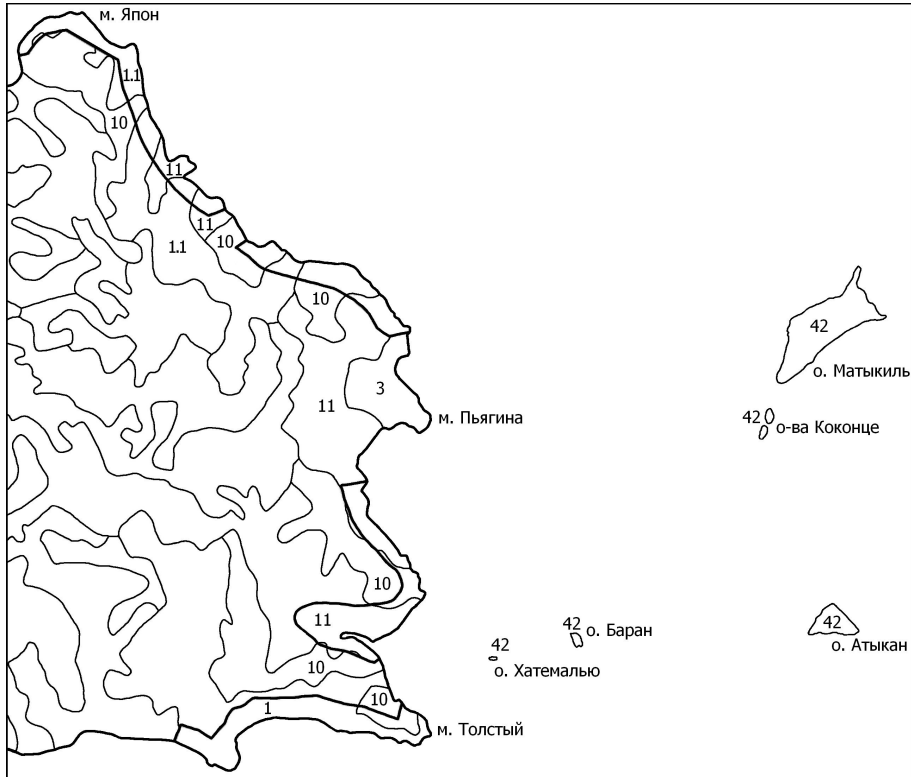 м. Япон
1.1
10
11
11
10
1.1
10
42
о. Матыкиль
3
11
м. Пьягина
42
о-ва Коконце
10
11
42
о. Баран
42
о. Атыкан
42
о. Хатемалью
10
10
1
м. Толстый